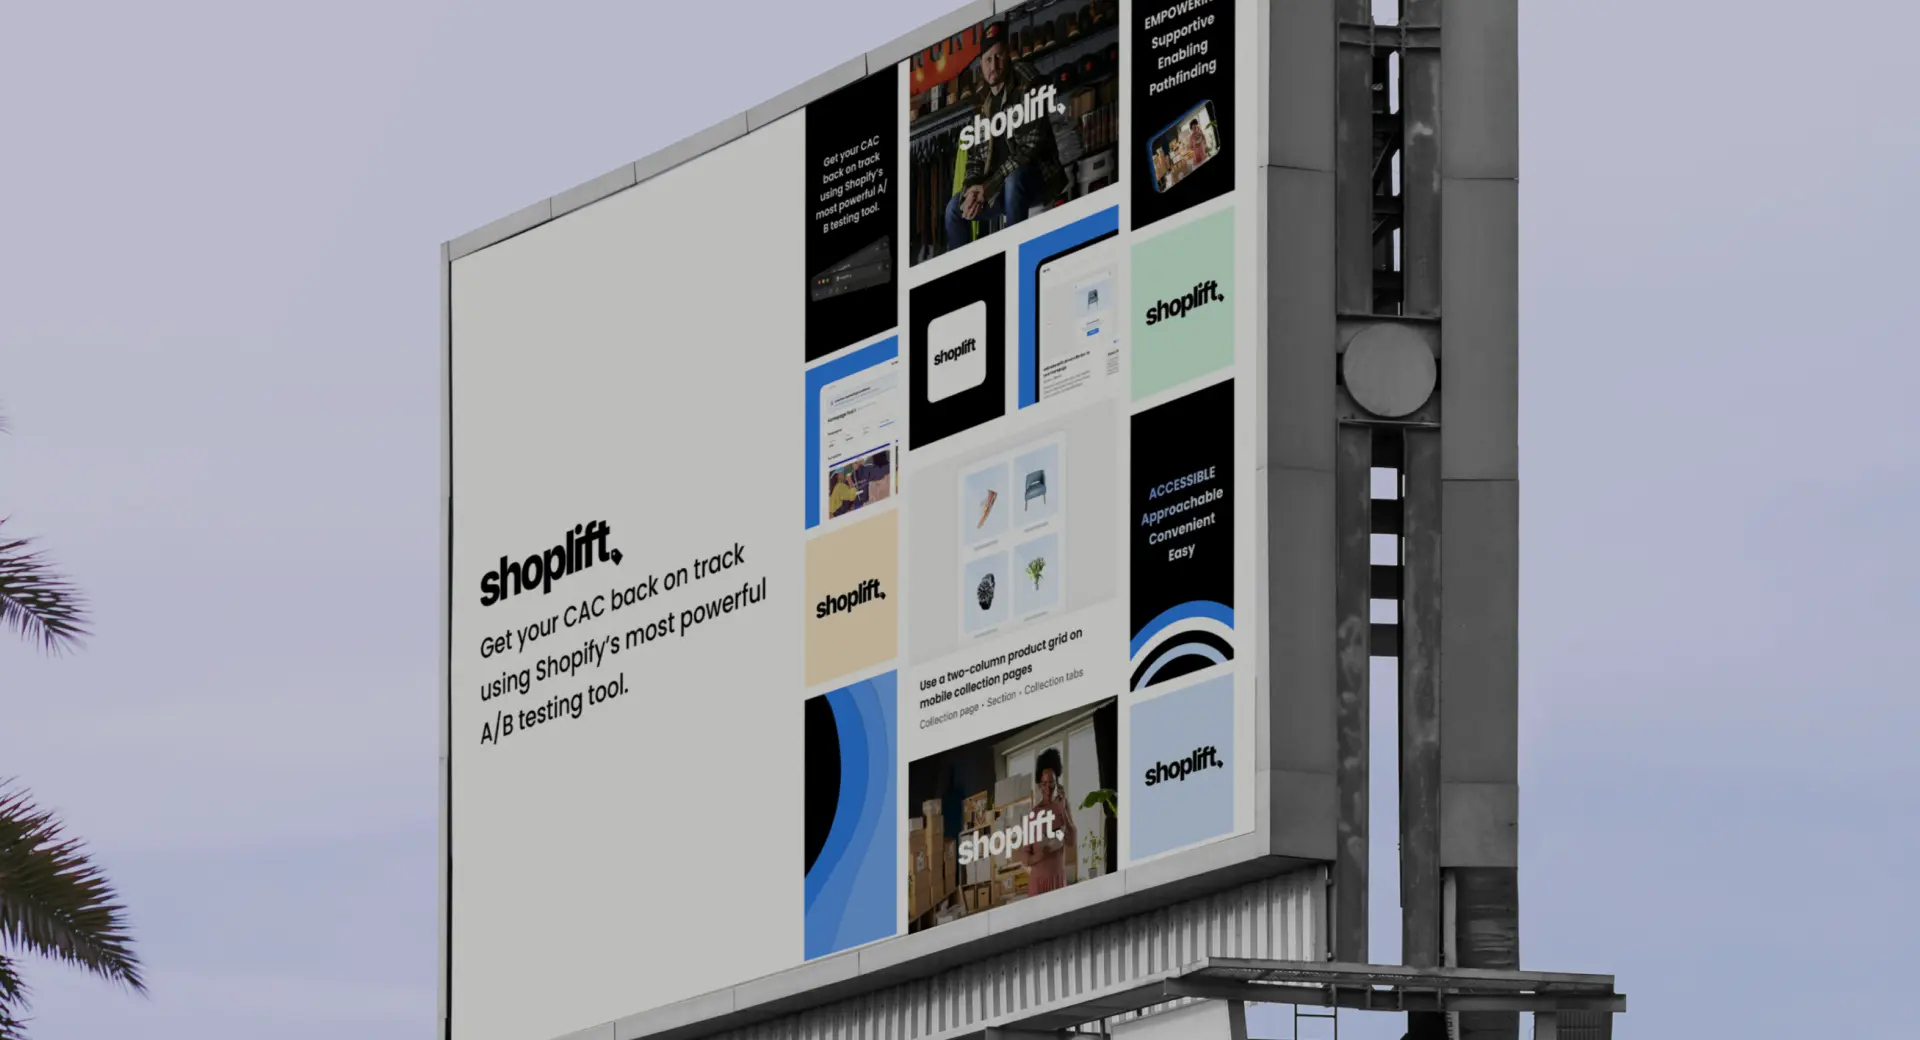 shoplift
Get your CAC back on track
using Shopify's most powerful
A/B testing tool.
Get your CAC
back on track
using Shopify's
most powerful A/
B testing tool.
shoplift
shoplift
EMPOWERIN
Supportive
Enabling
Pathfinding
shoplift
shoplift
shoplift
Use a two-column product grid on
mobile collection pages
Collection page • Section • Collection tabs
shoplift
ACCESSIBLE
Approachable
Convenient
Easy
shoplift